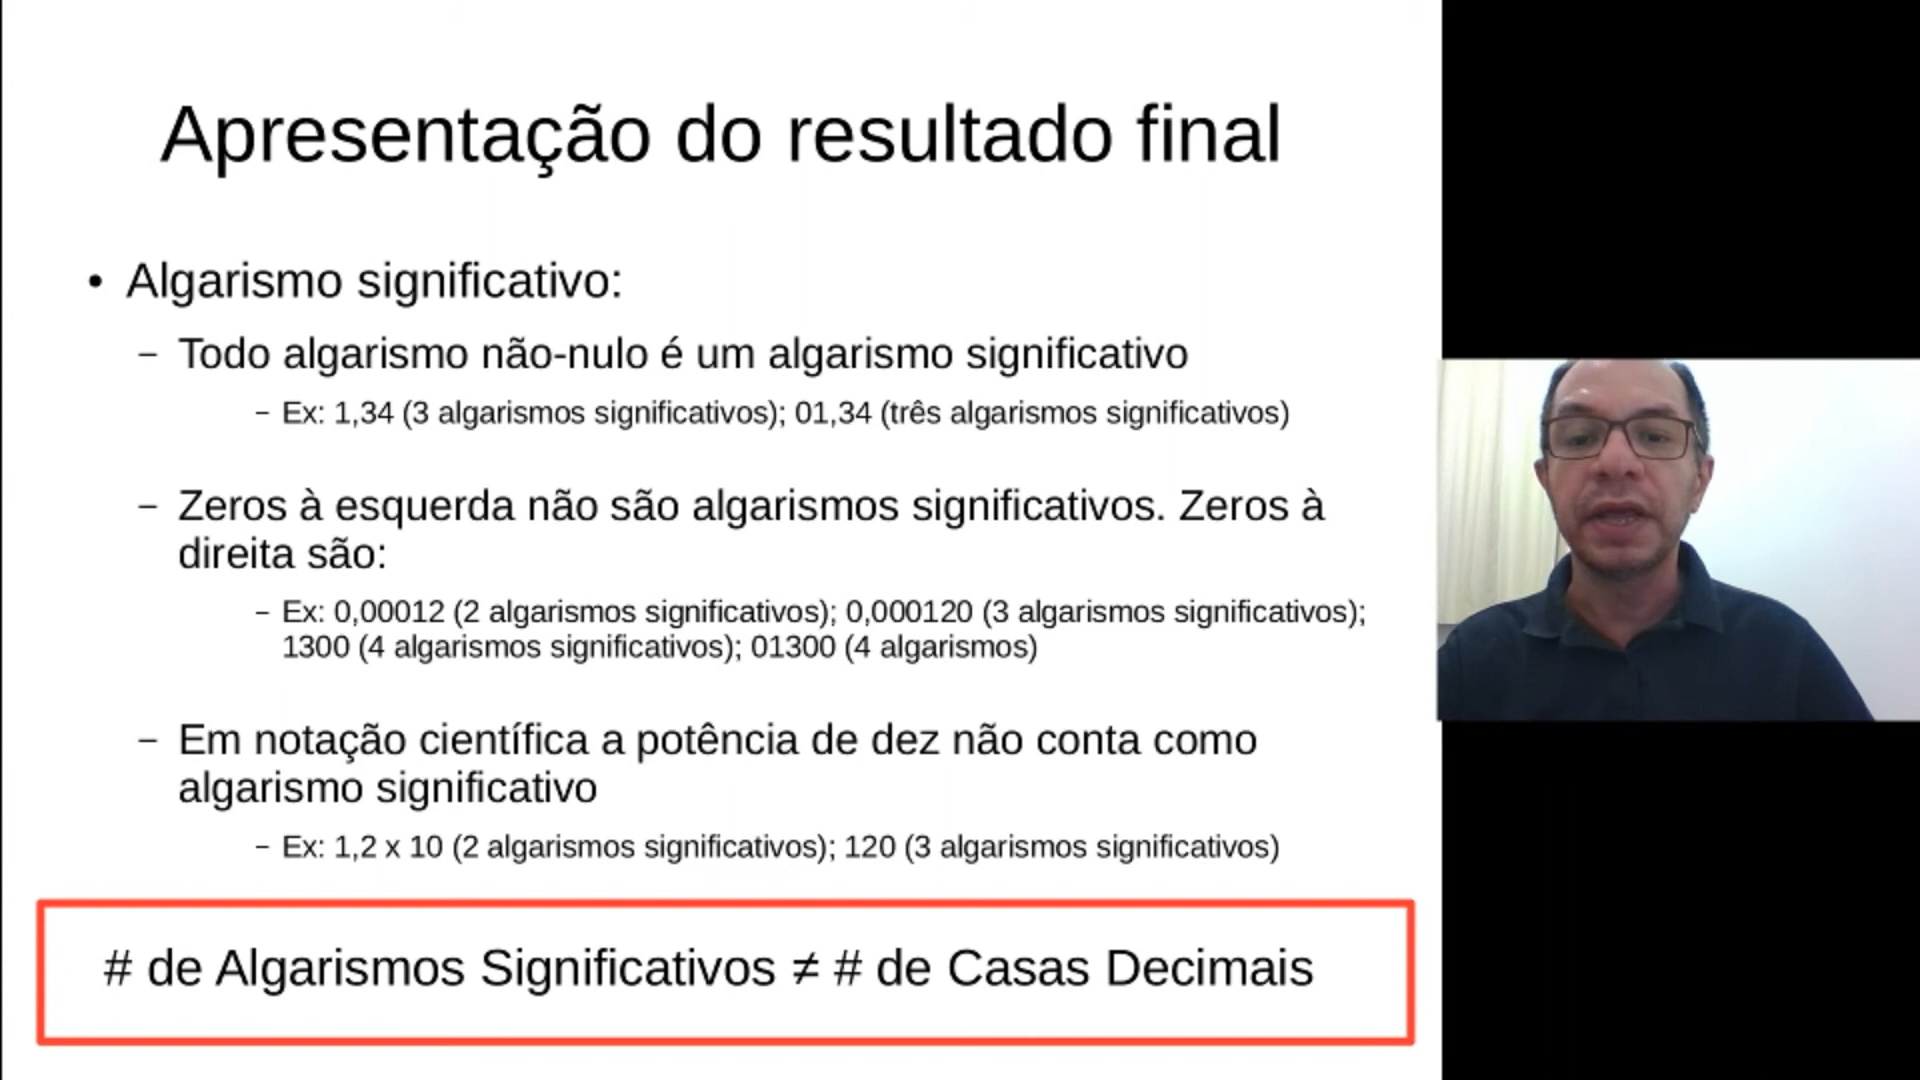 Apresentação do resultado final
• Algarismo significativo:
– Todo algarismo não-nulo é um algarismo significativo
– Ex: 1,34 (3 algarismos significativos); 01,34 (três algarismos significativos)
– Zeros à esquerda não são algarismos significativos. Zeros à
direita são:
– Ex: 0,00012 (2 algarismos significativos); 0,000120 (3 algarismos significativos);
1300 (4 algarismos significativos); 01300 (4 algarismos)
– Em notação científica a potência de dez não conta como
algarismo significativo
– Ex: 1,2 x 10 (2 algarismos significativos); 120 (3 algarismos significativos)
# de Algarismos Significativos ≠ # de Casas Decimais